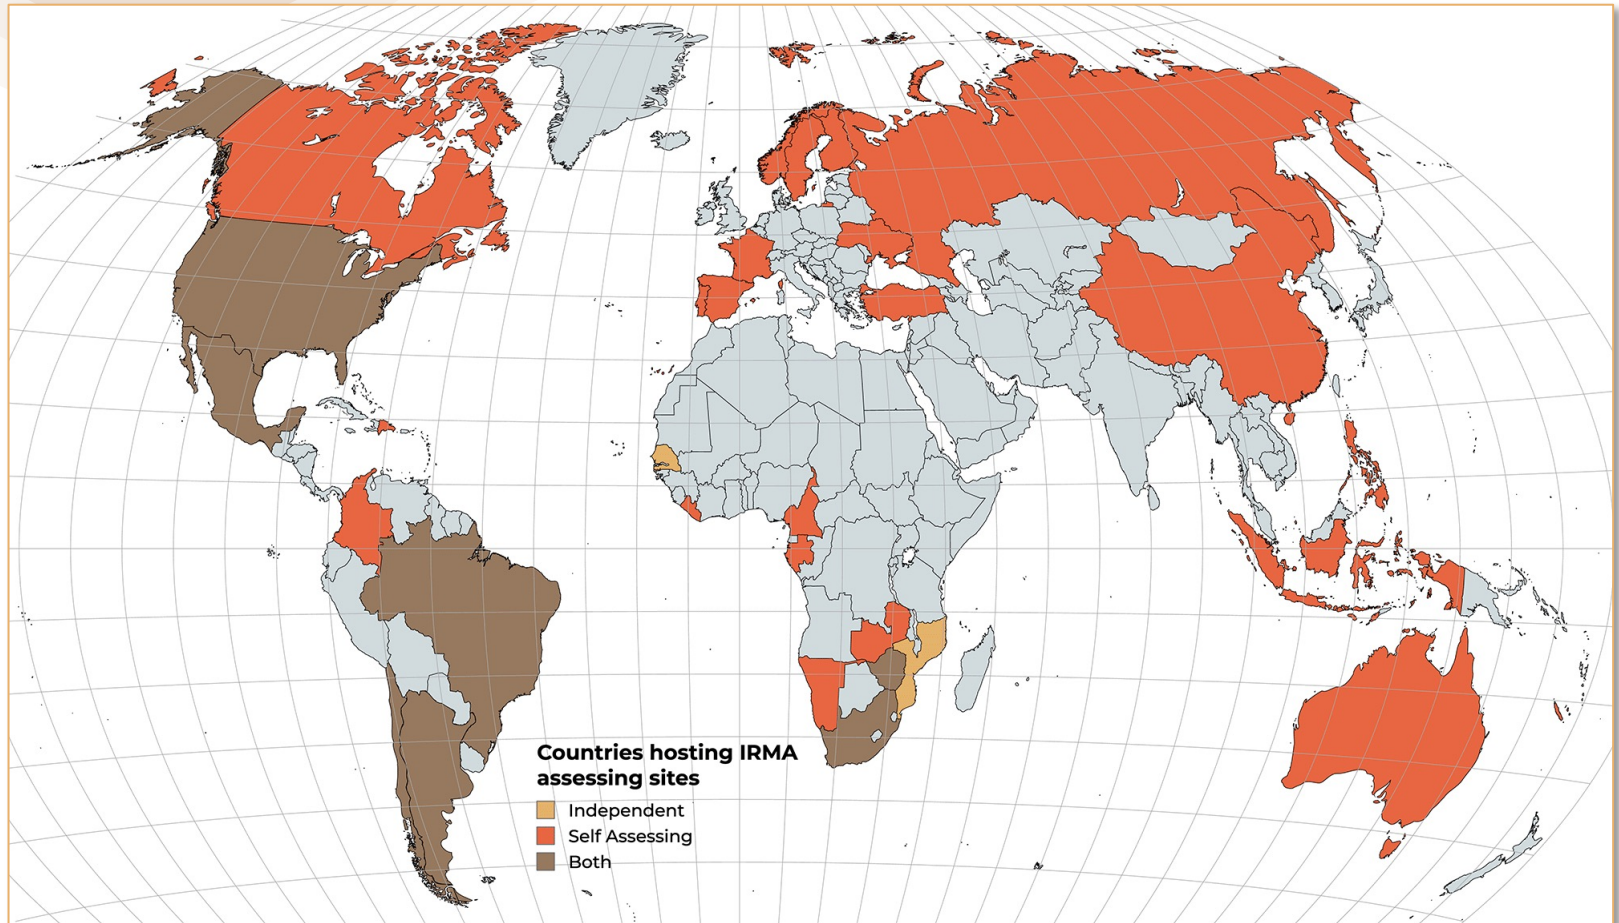 Countries hosting IRMA
assessing sites
Independent
Self Assessing
Both